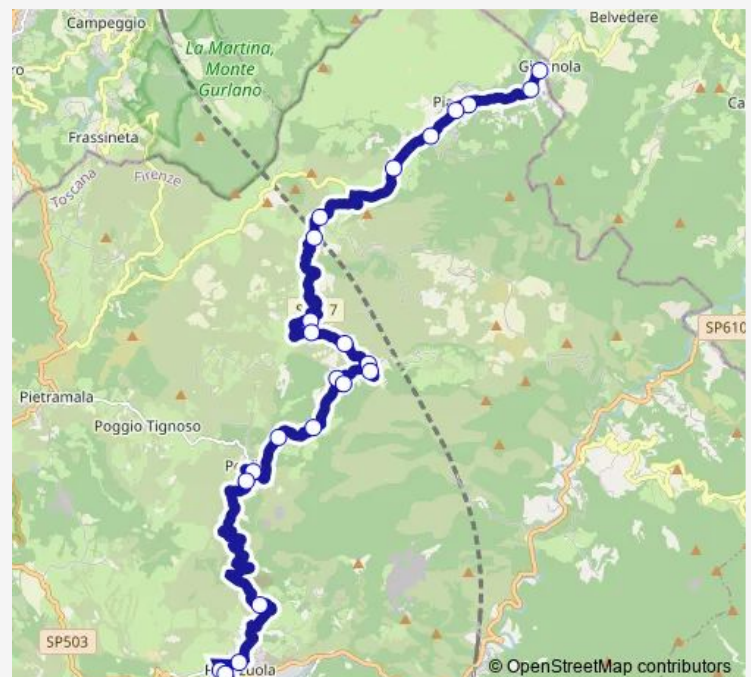 Campeggio
Belvedere
La Martina,
Monte
Gurlano
Frassineta
Toscana
Firenze
SP610
Pietramala
Poggio Tignoso
SP503
© OpenStreetMap contributors